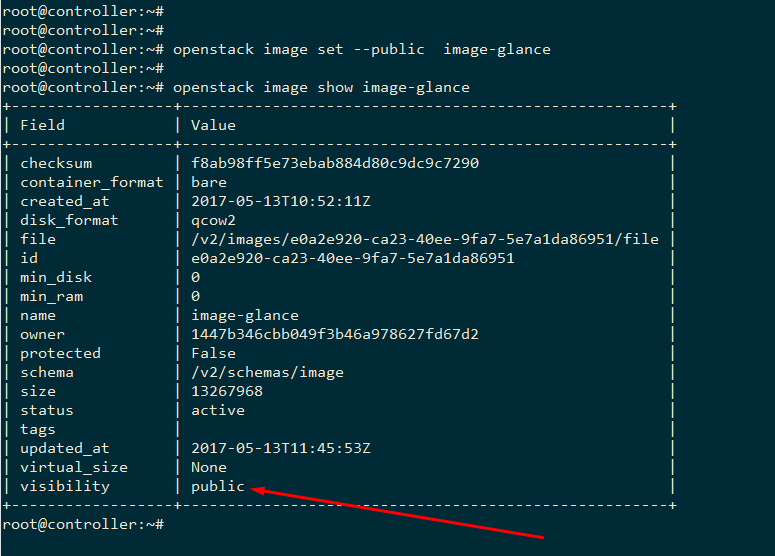 root@controller:~#
root@controller:~#
root@controller:~# openstack image set --public  image-glance
root@controller:~#
root@controller:~# openstack image show image-glance
+------------------+------------------------------------------------------+
| Field            | Value                                                |
+------------------+------------------------------------------------------+
| checksum         | f8ab98ff5e73ebab884d80c9dc9c7290                     |
| container_format | bare                                                 |
| created_at       | 2017-05-13T10:52:11Z                                 |
| disk_format      | qcow2                                                |
| file             | /v2/images/e0a2e920-ca23-40ee-9fa7-5e7a1da86951/file |
| id               | e0a2e920-ca23-40ee-9fa7-5e7a1da86951                 |
| min_disk         | 0                                                    |
| min_ram          | 0                                                    |
| name             | image-glance                                         |
| owner            | 1447b346cbb049f3b46a978627fd67d2                     |
| protected        | False                                                |
| schema           | /v2/schemas/image                                    |
| size             | 13267968                                             |
| status           | active                                               |
| tags             |                                                      |
| updated_at       | 2017-05-13T11:45:53Z                                 |
| virtual_size     | None                                                 |
| visibility       | public                                               |
+------------------+------------------------------------------------------+
root@controller:~#